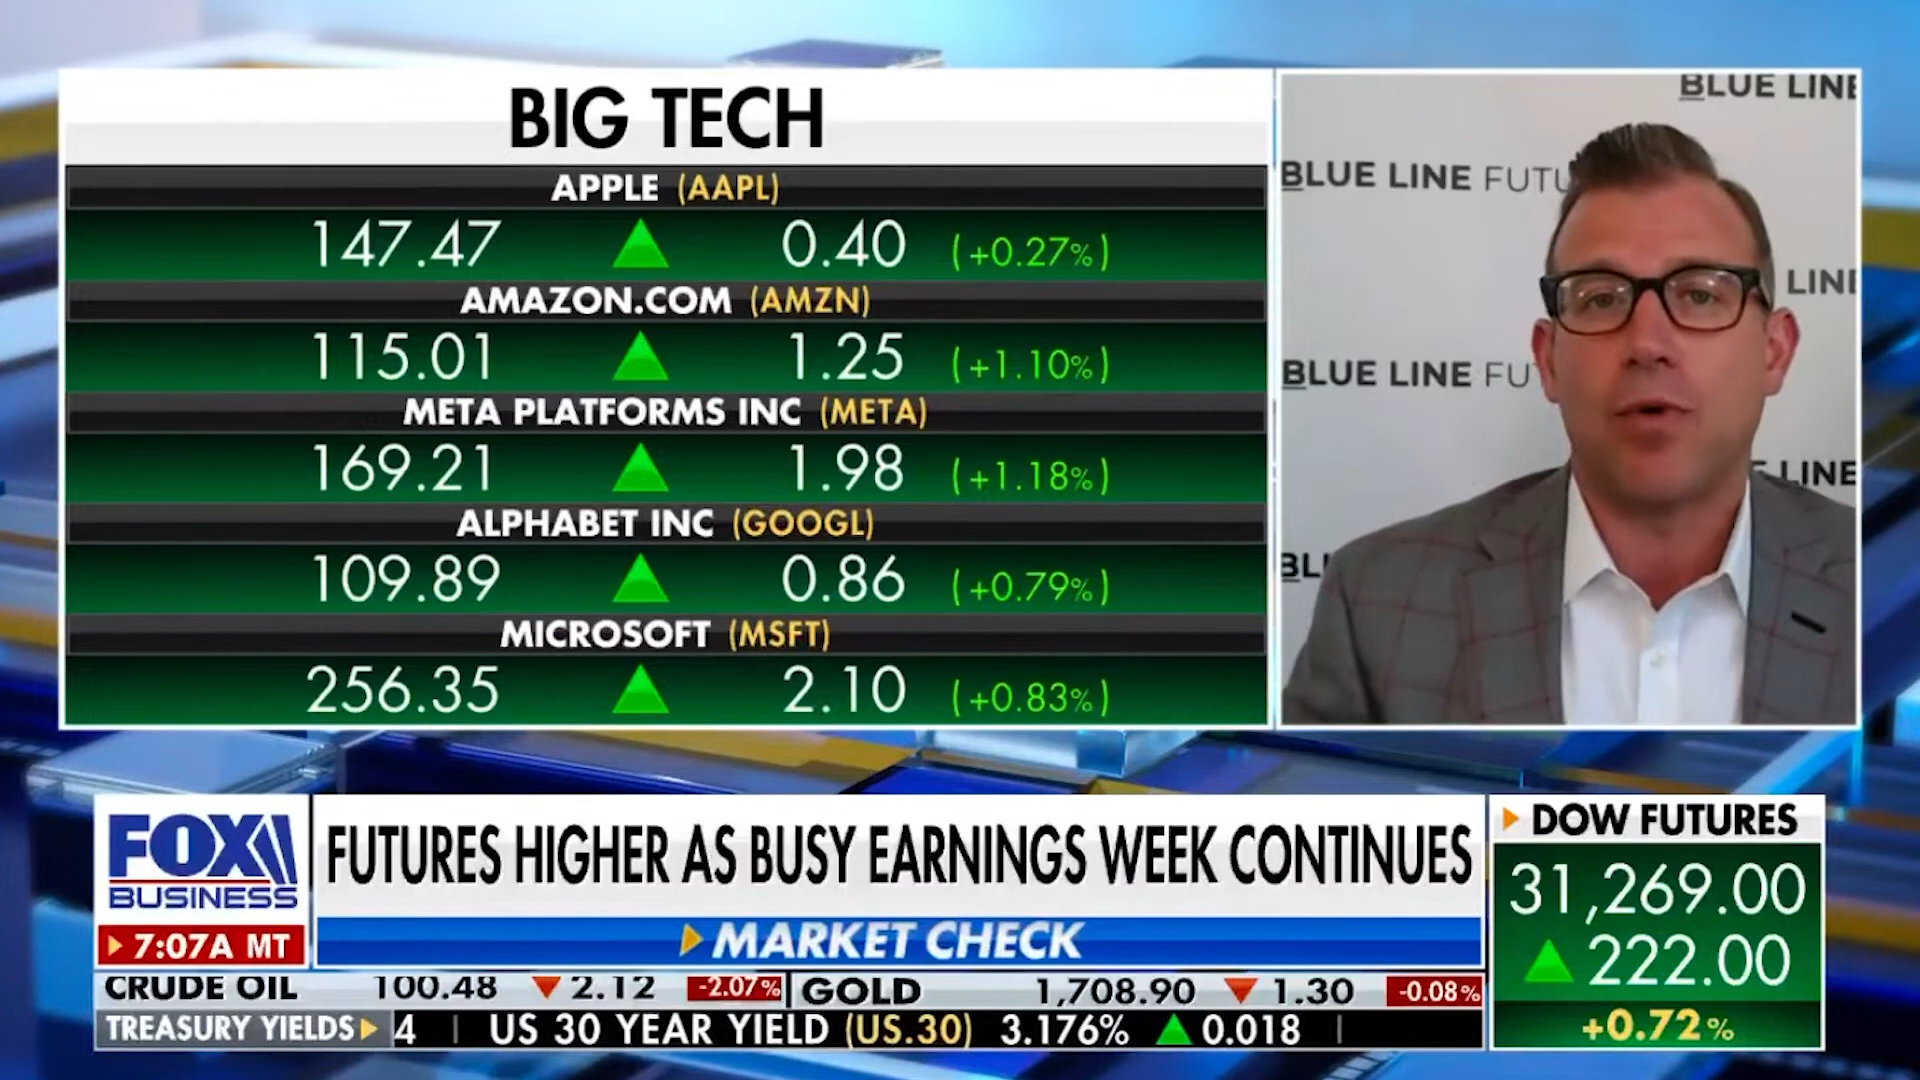 BIG TECH
APPLE (AAPL)
147.47 ▲ 0.40 (+0.27%)
AMAZON.COM (AMZN)
115.01 ▲ 1.25 (+1.10%)
META PLATFORMS INC (META)
169.21 ▲ 1.98 (+1.18%)
ALPHABET INC (GOOGL)
109.89 ▲ 0.86 (+0.79%)
MICROSOFT (MSFT)
256.35 ▲ 2.10 (+0.83%)
BLUE LINE
BLUE LINE FUTU
LINE
BLUE LINE FU
LINE
BLU
FOX BUSINESS
7:07A MT
FUTURES HIGHER AS BUSY EARNINGS WEEK CONTINUES
MARKET CHECK
DOW FUTURES
31,269.00
▲ 222.00
+0.72%
CRUDE OIL 100.48 ▼ 2.12 -2.07% GOLD 1,708.90 ▼ 1.30 -0.08%
TREASURY YIELDS 4 | US 30 YEAR YIELD (US.30) 3.176% ▲ 0.018 |